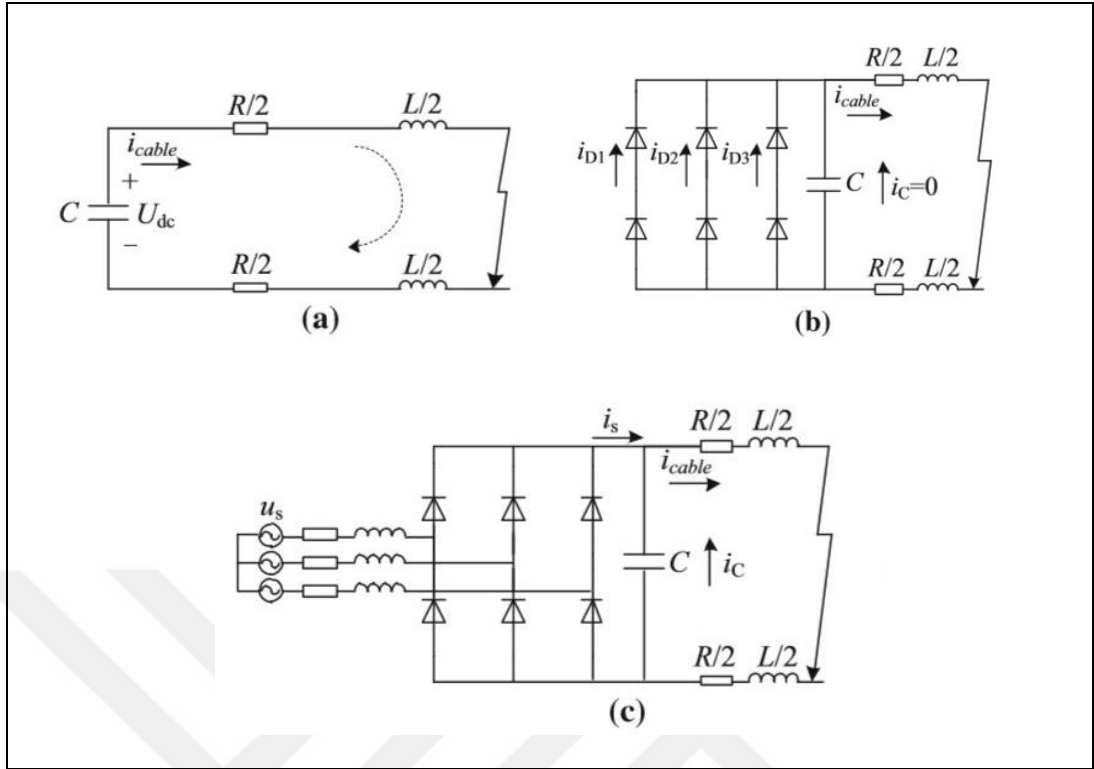 R/2 L/2
i_cable
+
C U_dc
−
R/2 L/2
(a)
R/2 L/2
i_cable
i_D1 i_D2 i_D3 C i_C=0
R/2 L/2
(b)
i_s R/2 L/2
i_cable
u_s
C i_C
R/2 L/2
(c)